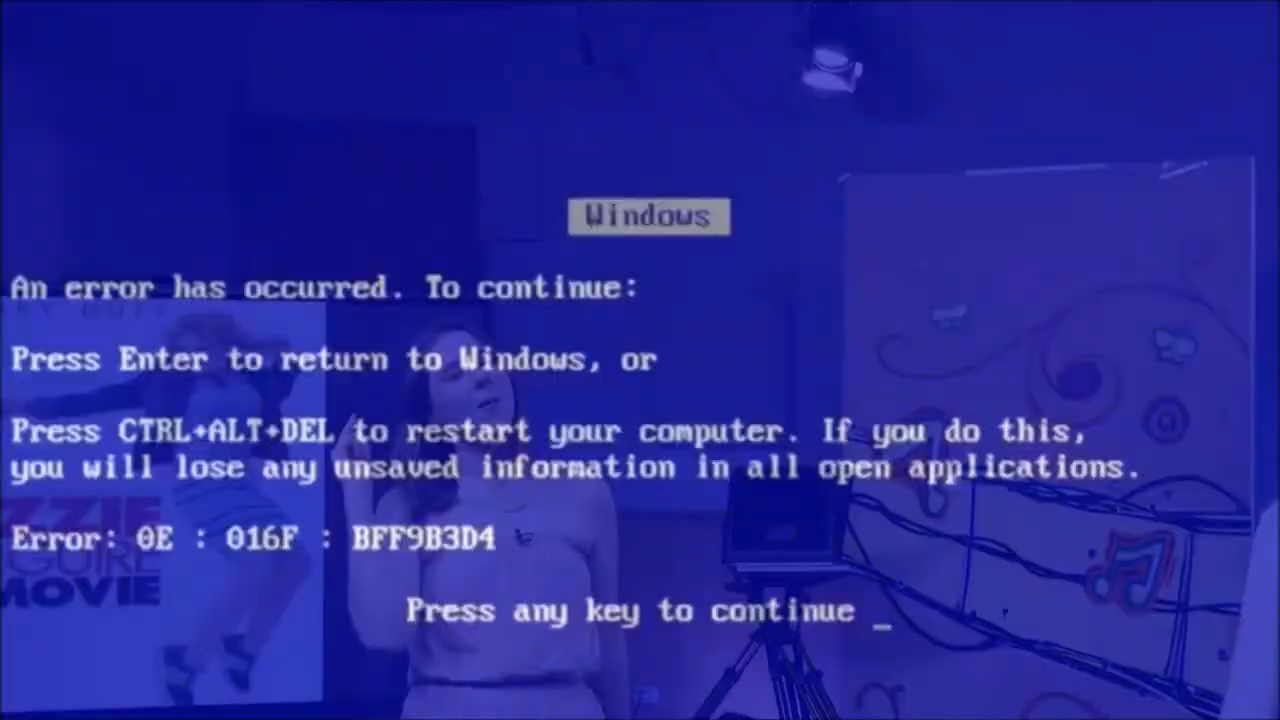 Windows
An error has occurred. To continue:
Press Enter to return to Windows, or
Press CTRL+ALT+DEL to restart your computer. If you do this,
you will lose any unsaved information in all open applications.
Error: 0E : 016F : BFF9B3D4
Press any key to continue _
DUFF
ZZIE
GUIRE
MOVIE